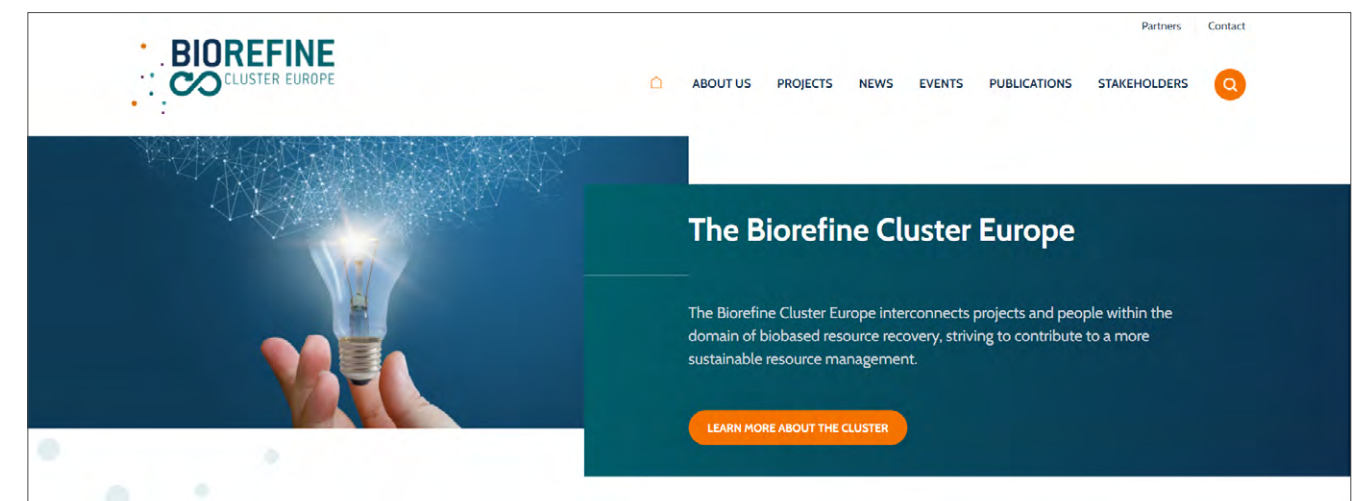 Partners Contact
BIOREFINE
CLUSTER EUROPE
ABOUT US PROJECTS NEWS EVENTS PUBLICATIONS STAKEHOLDERS
The Biorefine Cluster Europe
The Biorefine Cluster Europe interconnects projects and people within the
domain of biobased resource recovery, striving to contribute to a more
sustainable resource management.
LEARN MORE ABOUT THE CLUSTER